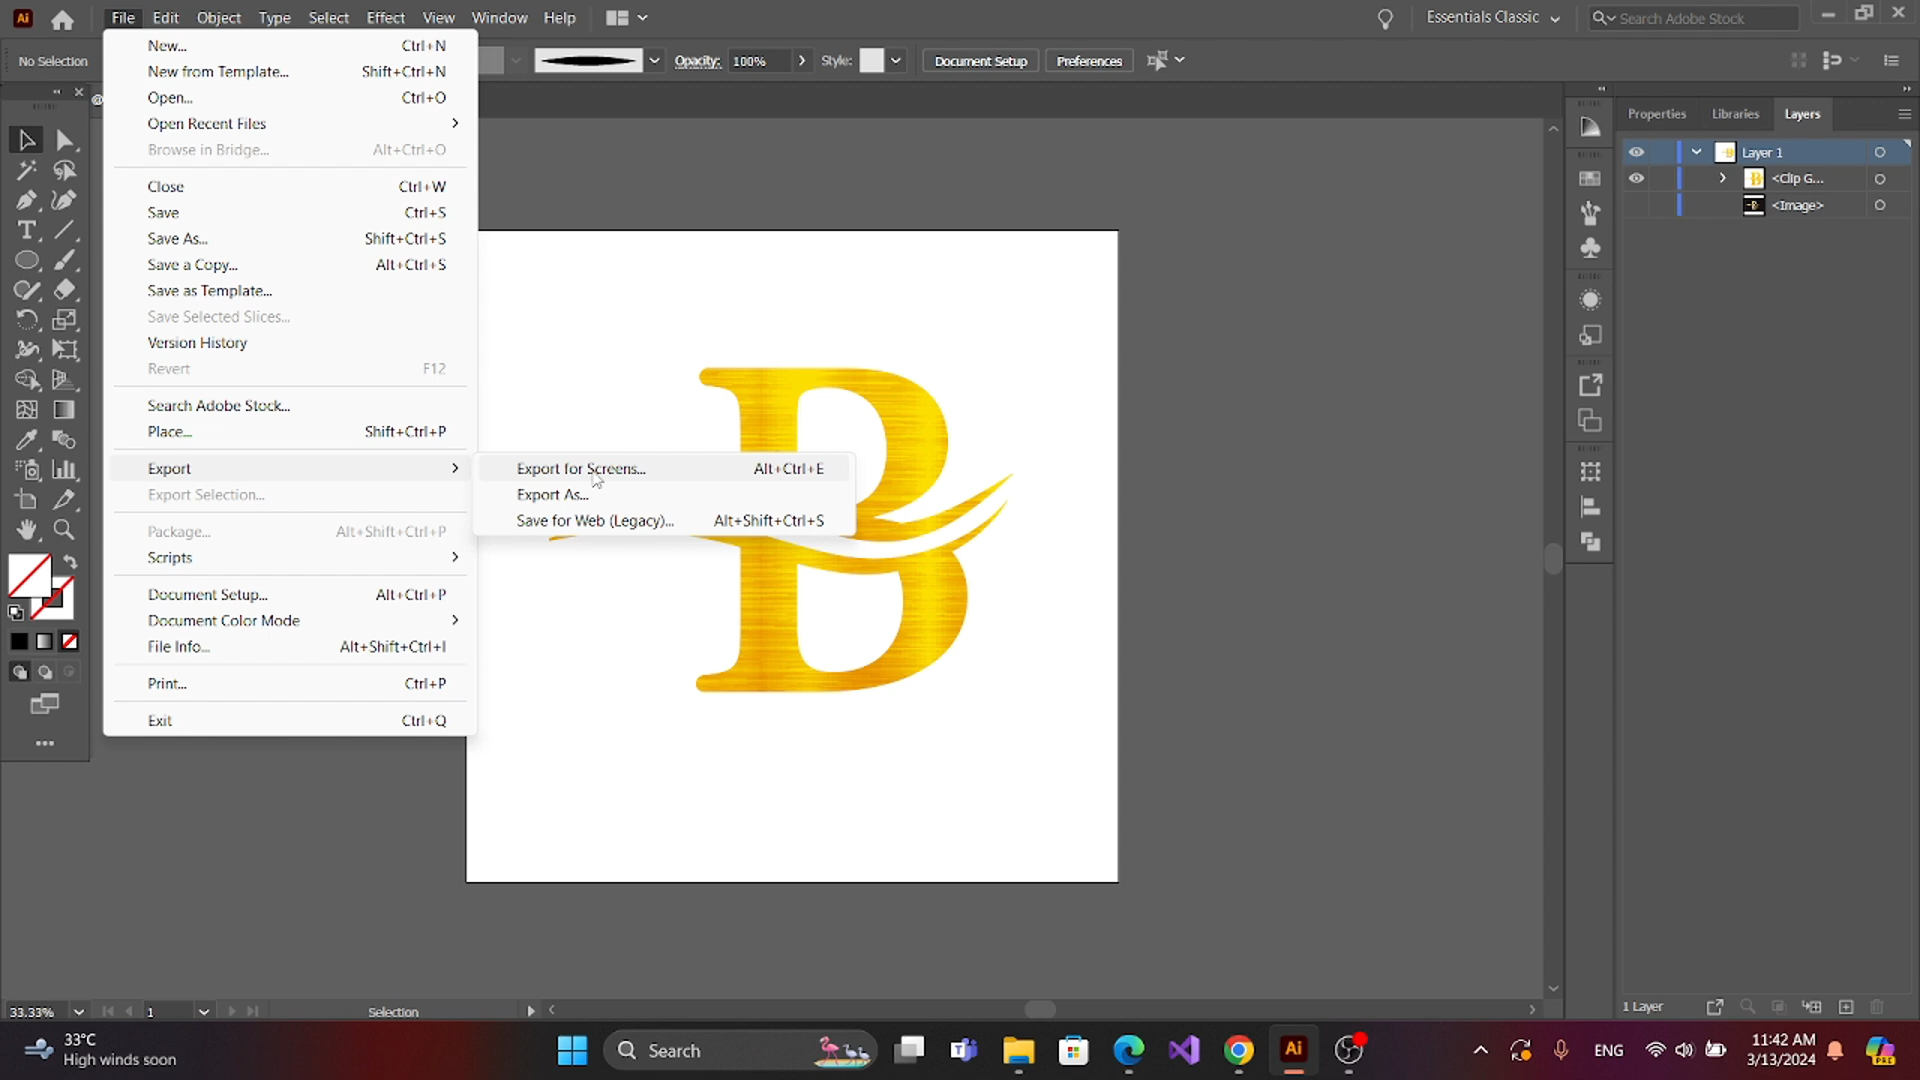 Ai File Edit Object Type Select Effect View Window Help
Essentials Classic
Search Adobe Stock
No Selection
Opacity: 100% Style: Document Setup Preferences
New... Ctrl+N
New from Template... Shift+Ctrl+N
Open... Ctrl+O
Open Recent Files
Browse in Bridge... Alt+Ctrl+O
Close Ctrl+W
Save Ctrl+S
Save As... Shift+Ctrl+S
Save a Copy... Alt+Ctrl+S
Save as Template...
Save Selected Slices...
Version History
Revert F12
Search Adobe Stock...
Place... Shift+Ctrl+P
Export
Export Selection...
Package... Alt+Shift+Ctrl+P
Scripts
Document Setup... Alt+Ctrl+P
Document Color Mode
File Info... Alt+Shift+Ctrl+I
Print... Ctrl+P
Exit Ctrl+Q
Export for Screens... Alt+Ctrl+E
Export As...
Save for Web (Legacy)... Alt+Shift+Ctrl+S
B
Properties Libraries Layers
Layer 1
<Clip G...
<Image>
1 Layer
33.33% 1 Selection
33°C
High winds soon
Search
Ai
ENG
11:42 AM
3/13/2024
PRE